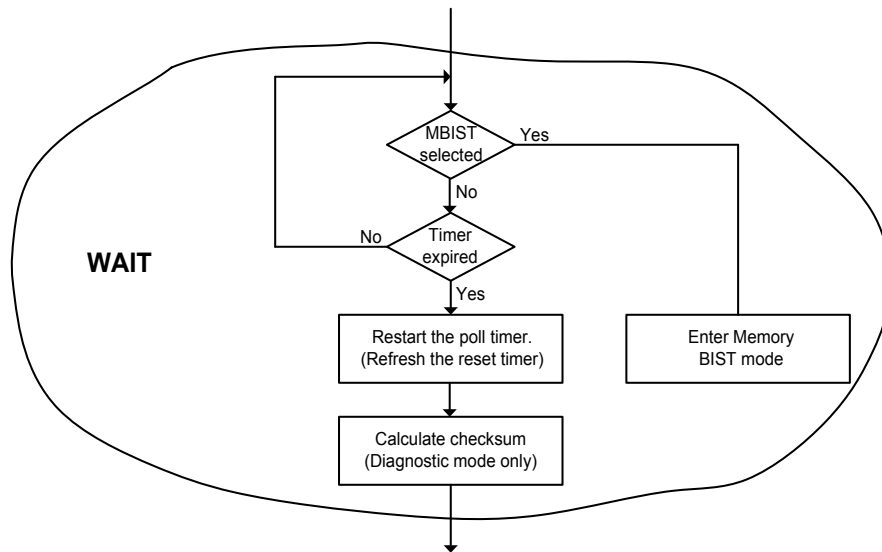 MBIST
selected
Yes
No
WAIT
No
Timer
expired
Yes
Restart the poll timer.
(Refresh the reset timer)
Enter Memory
BIST mode
Calculate checksum
(Diagnostic mode only)